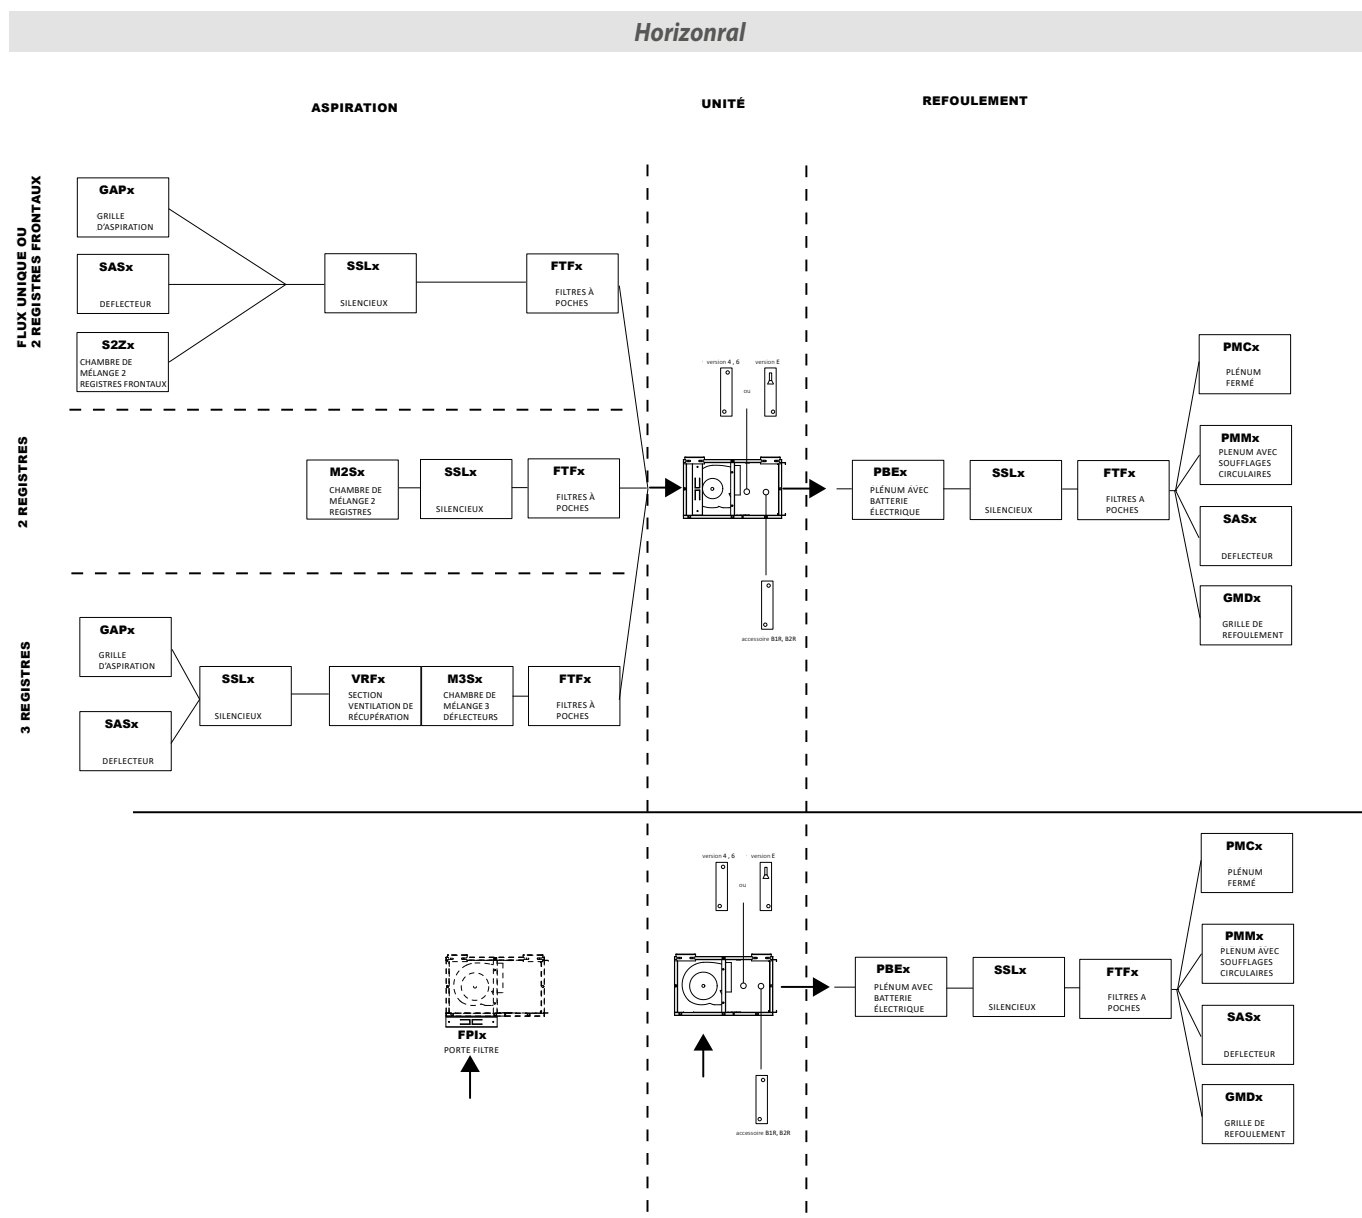 Horizonral
ASPIRATION
UNITÉ
REFOULEMENT
FLUX UNIQUE OU
2 REGISTRES FRONTAUX
GAPx
GRILLE
D'ASPIRATION
SASx
DEFLECTEUR
S2Zx
CHAMBRE DE
MÉLANGE 2
REGISTRES FRONTAUX
SSLx
SILENCIEUX
FTFx
FILTRES À
POCHES
2 REGISTRES
M2Sx
CHAMBRE DE
MÉLANGE 2
REGISTRES
SSLx
SILENCIEUX
FTFx
FILTRES À
POCHES
3 REGISTRES
GAPx
GRILLE
D'ASPIRATION
SASx
DEFLECTEUR
SSLx
SILENCIEUX
VRFx
SECTION
VENTILATION DE
RÉCUPÉRATION
M3Sx
CHAMBRE DE
MÉLANGE 3
DÉFLECTEURS
FTFx
FILTRES À
POCHES
version 4 , 6
version E
ou
accessoire B1R, B2R
PBEx
PLÉNUM AVEC
BATTERIE
ÉLECTRIQUE
SSLx
SILENCIEUX
FTFx
FILTRES A
POCHES
PMCx
PLÉNUM
FERMÉ
PMMx
PLENUM AVEC
SOUFFLAGES
CIRCULAIRES
SASx
DEFLECTEUR
GMDx
GRILLE DE
REFOULEMENT
FPIx
PORTE FILTRE
version 4 , 6
version E
ou
accessoire B1R, B2R
PBEx
PLÉNUM AVEC
BATTERIE
ÉLECTRIQUE
SSLx
SILENCIEUX
FTFx
FILTRES A
POCHES
PMCx
PLÉNUM
FERMÉ
PMMx
PLENUM AVEC
SOUFFLAGES
CIRCULAIRES
SASx
DEFLECTEUR
GMDx
GRILLE DE
REFOULEMENT